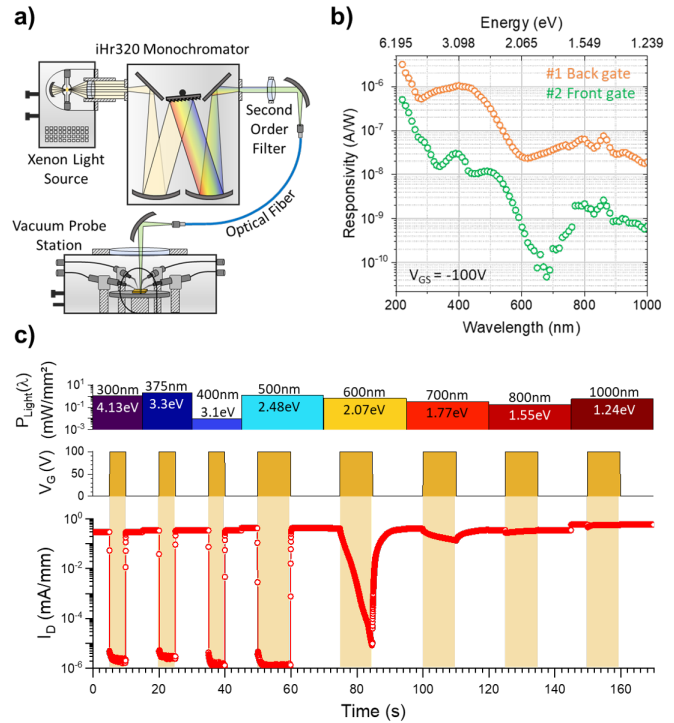 a)
iHr320 Monochromator
Xenon Light
Source
Second
Order
Filter
Optical Fiber
Vacuum Probe
Station
b)
Energy (eV)
6.195 3.098 2.065 1.549 1.239
#1 Back gate
#2 Front gate
10⁻⁶
10⁻⁷
10⁻⁸
10⁻⁹
10⁻¹⁰
Responsivity (A/W)
V_GS = -100V
200 300 400 500 600 700 800 900 1000
Wavelength (nm)
c)
P_Light(λ)
(mW/mm²)
10¹
10⁻¹
10⁻³
300nm 375nm 400nm 500nm 600nm 700nm 800nm 1000nm
4.13eV 3.3eV 3.1eV 2.48eV 2.07eV 1.77eV 1.55eV 1.24eV
V_G (V)
100
50
0
I_D (mA/mm)
10⁰
10⁻²
10⁻⁴
10⁻⁶
0 20 40 60 80 100 120 140 160
Time (s)